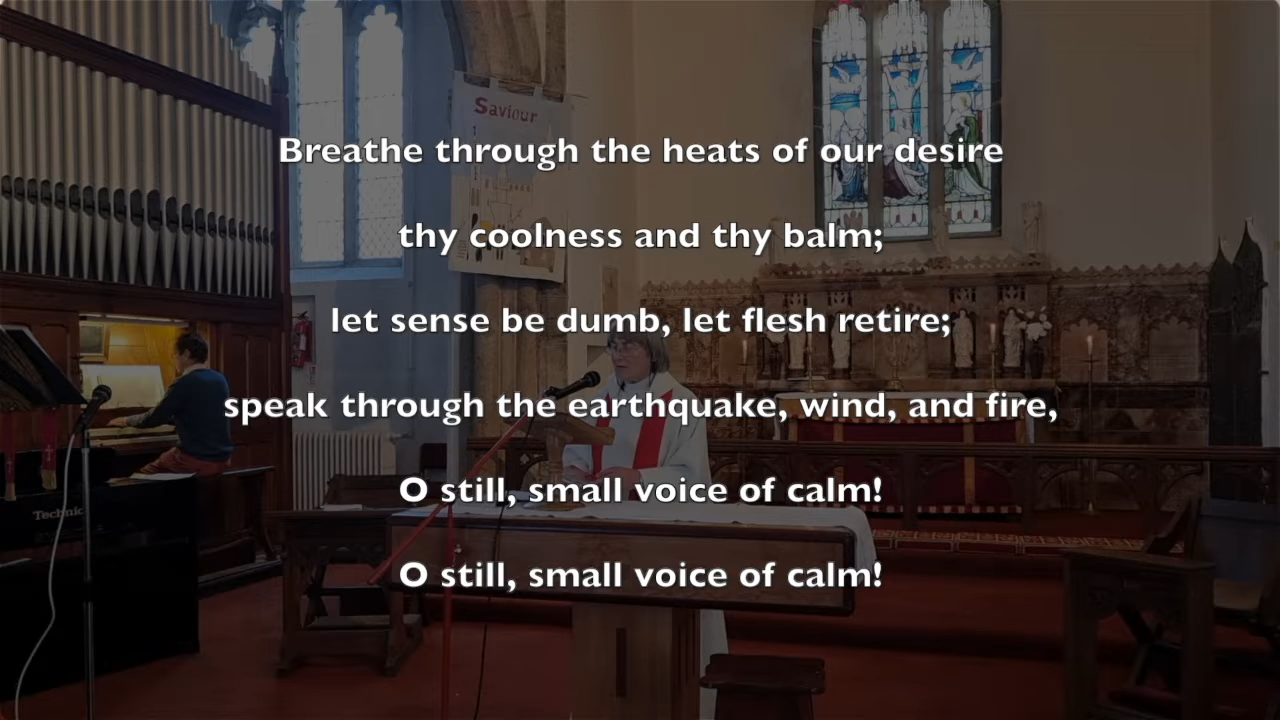 Saviour
Breathe through the heats of our desire
thy coolness and thy balm;
let sense be dumb, let flesh retire;
speak through the earthquake, wind, and fire,
O still, small voice of calm!
O still, small voice of calm!
Technics